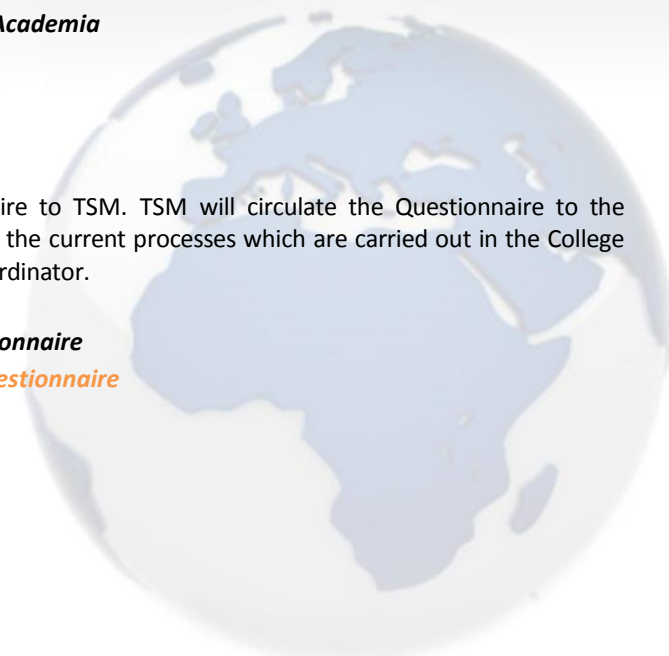 Academia
ire to TSM. TSM will circulate the Questionnaire to the
the current processes which are carried out in the College
rdinator.
onnaire
estionnaire